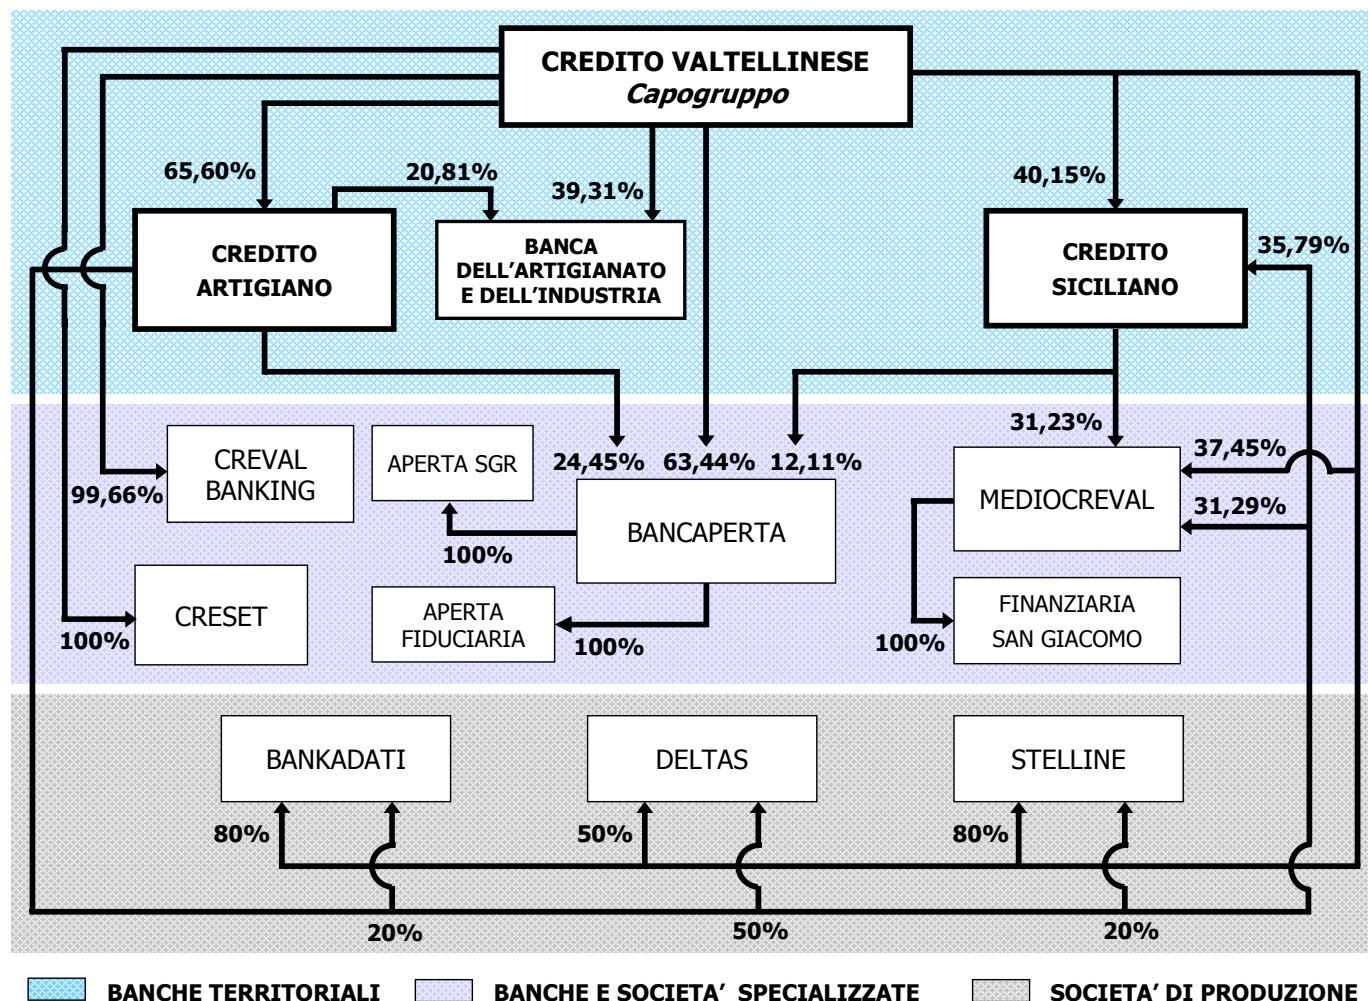 CREDITO VALTELLINESE
Capogruppo
65,60%
20,81%
39,31%
40,15%
CREDITO
ARTIGIANO
BANCA
DELL’ARTIGIANATO
E DELL’INDUSTRIA
CREDITO
SICILIANO
35,79%
31,23%
CREVAL
BANKING
99,66%
APERTA SGR
24,45%
63,44%
12,11%
37,45%
31,29%
BANCAPERTA
MEDIOCREVAL
100%
CRESET
100%
APERTA
FIDUCIARIA
100%
FINANZIARIA
SAN GIACOMO
100%
BANKADATI
DELTAS
STELLINE
80%
50%
80%
20%
50%
20%
BANCHE TERRITORIALI
BANCHE E SOCIETA’ SPECIALIZZATE
SOCIETA’ DI PRODUZIONE